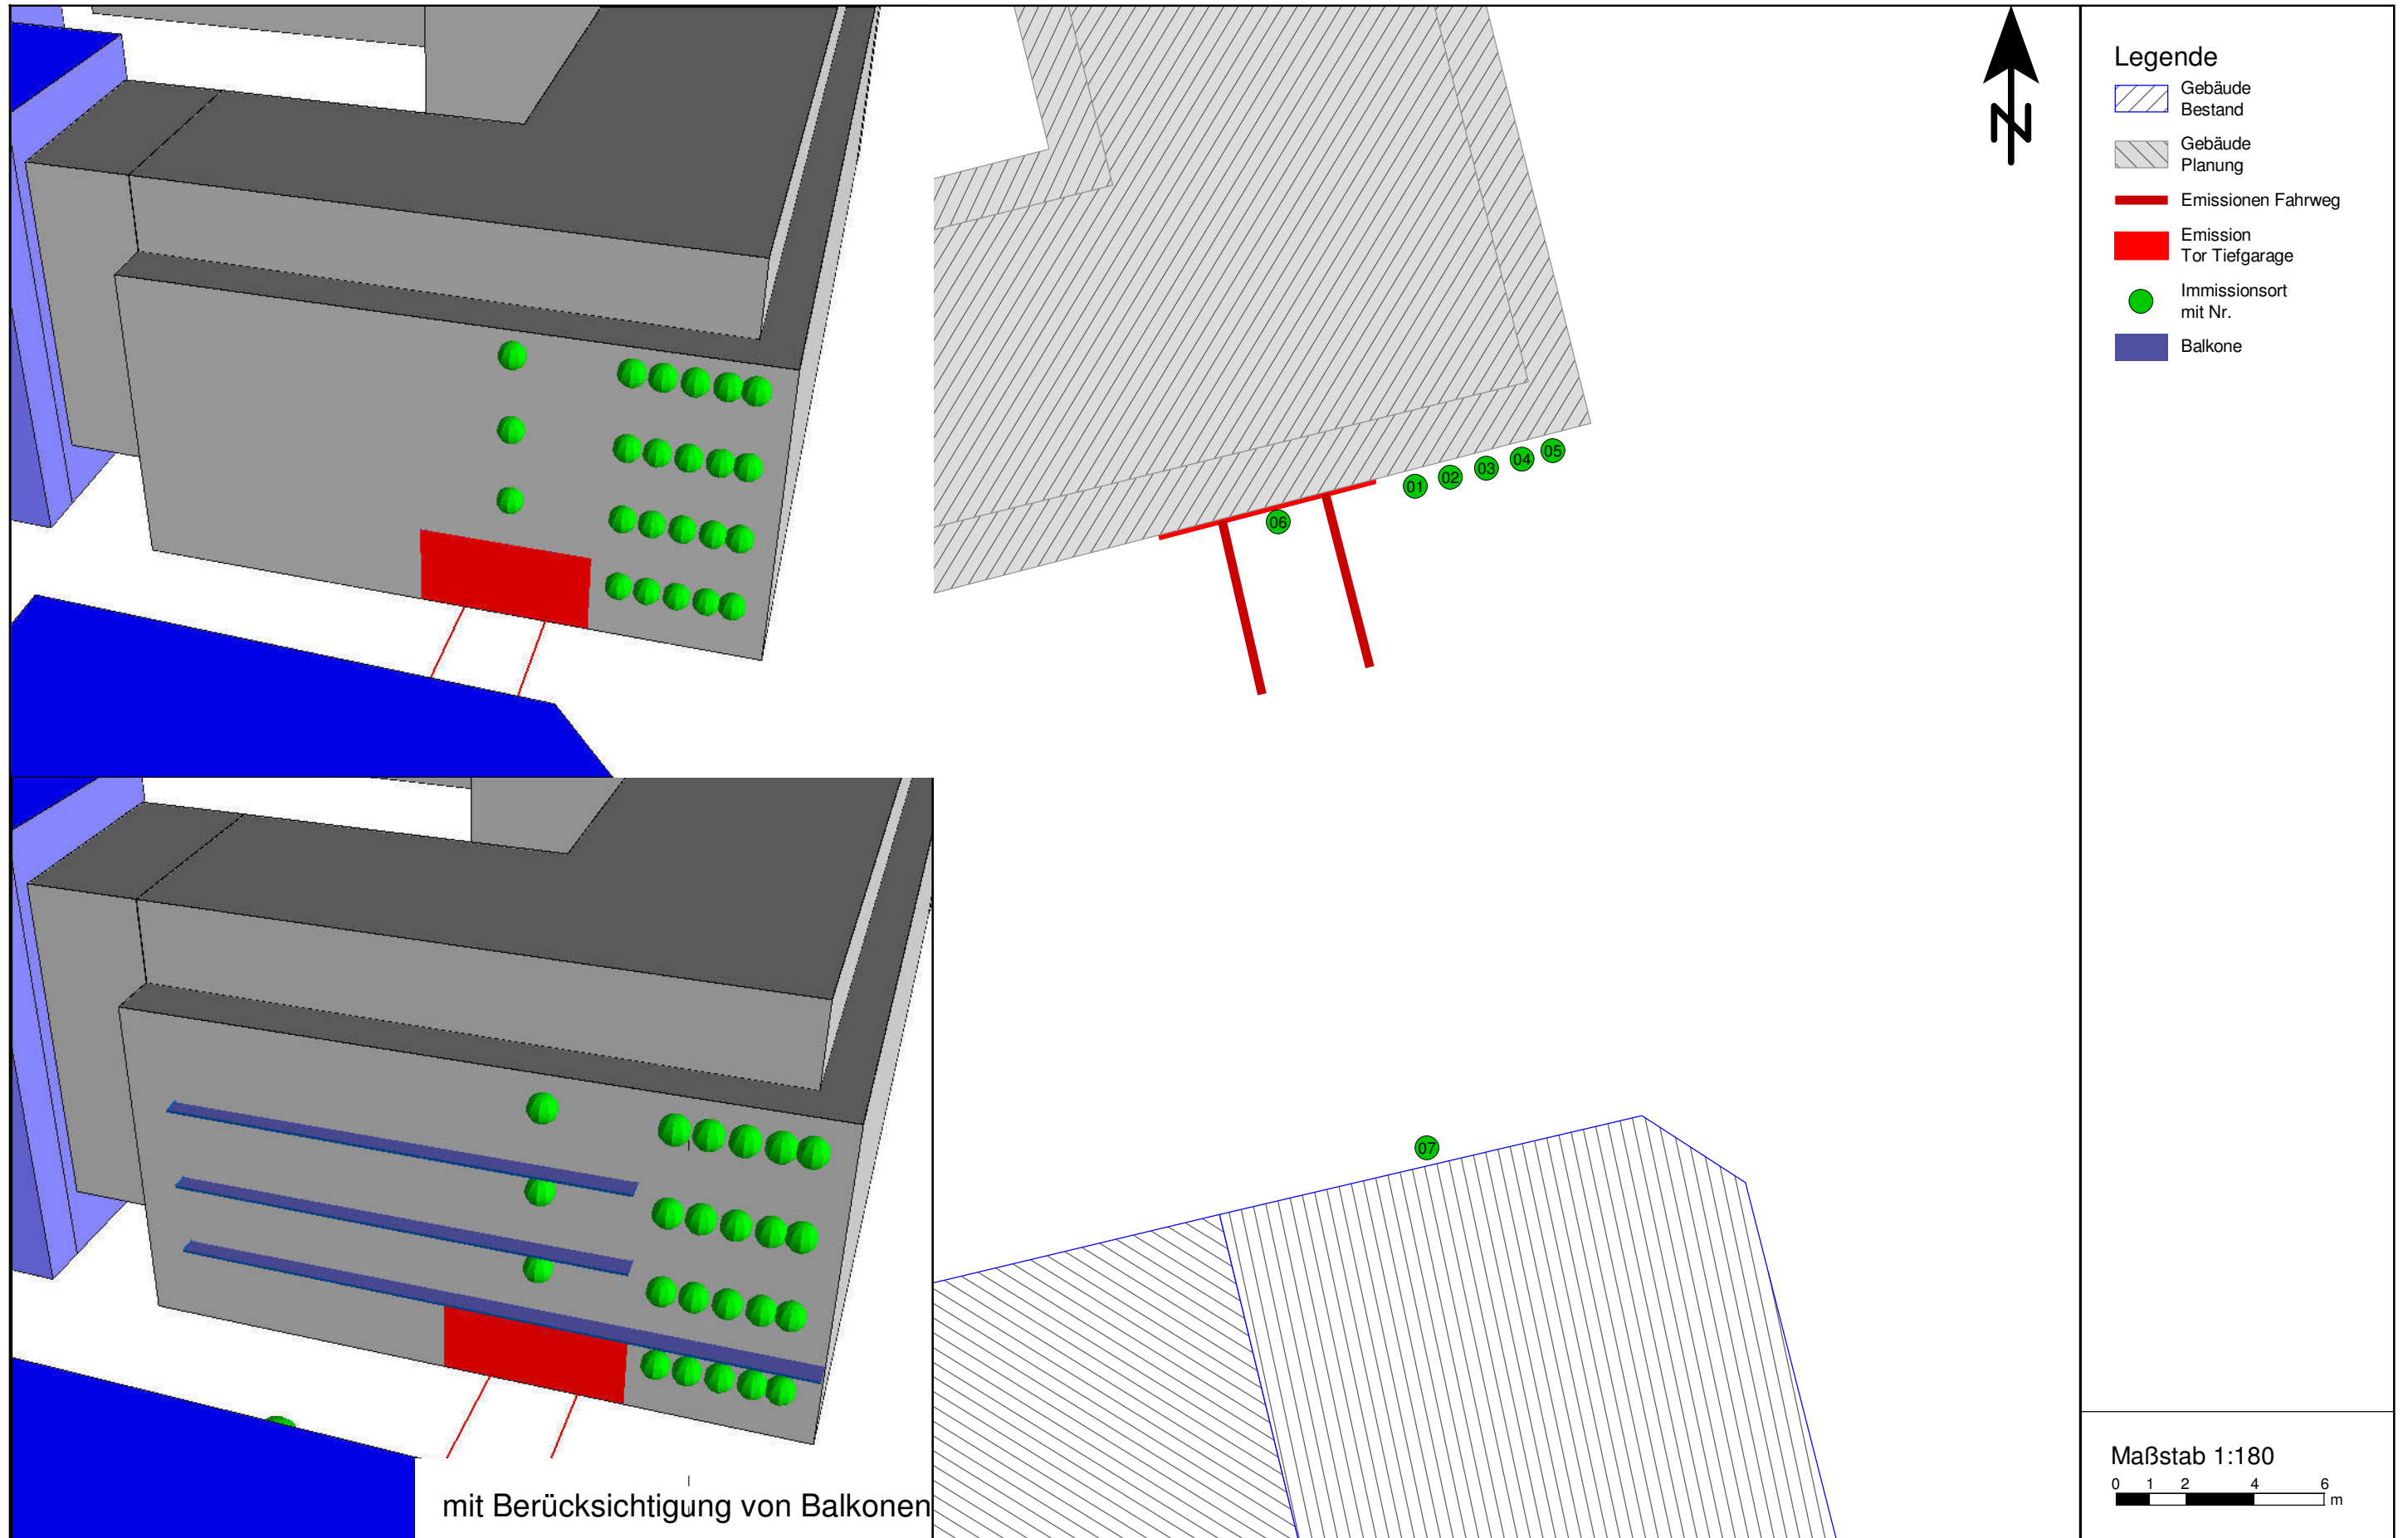 N
Legende
Gebäude
Bestand
Gebäude
Planung
Emissionen Fahrweg
Emission
Tor Tiefgarage
Immissionsort
mit Nr.
Balkone
01 02 03 04 05
06
07
mit Berücksichtigung von Balkonen
Maßstab 1:180
0 1 2 4 6
m